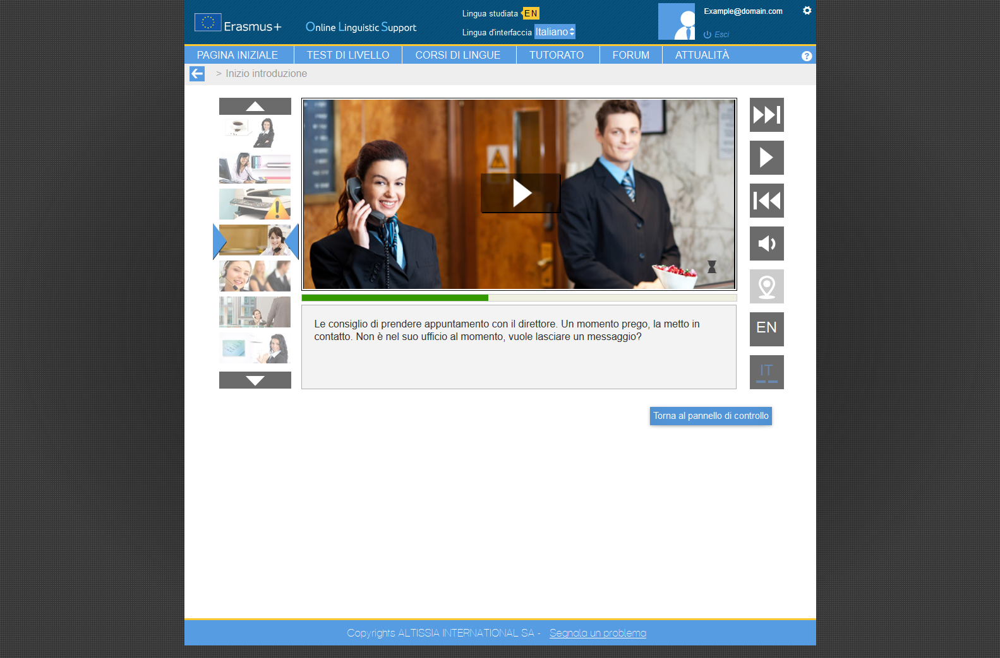 Erasmus+
Online Linguistic Support
Lingua studiata EN
Lingua d'interfaccia Italiano
Example@domain.com
Esci
PAGINA INIZIALE
TEST DI LIVELLO
CORSI DI LINGUE
TUTORATO
FORUM
ATTUALITÀ
?
> Inizio introduzione
Le consiglio di prendere appuntamento con il direttore. Un momento prego, la metto in
contatto. Non è nel suo ufficio al momento, vuole lasciare un messaggio?
EN
IT
Torna al pannello di controllo
Copyrights ALTISSIA INTERNATIONAL SA - Segnala un problema